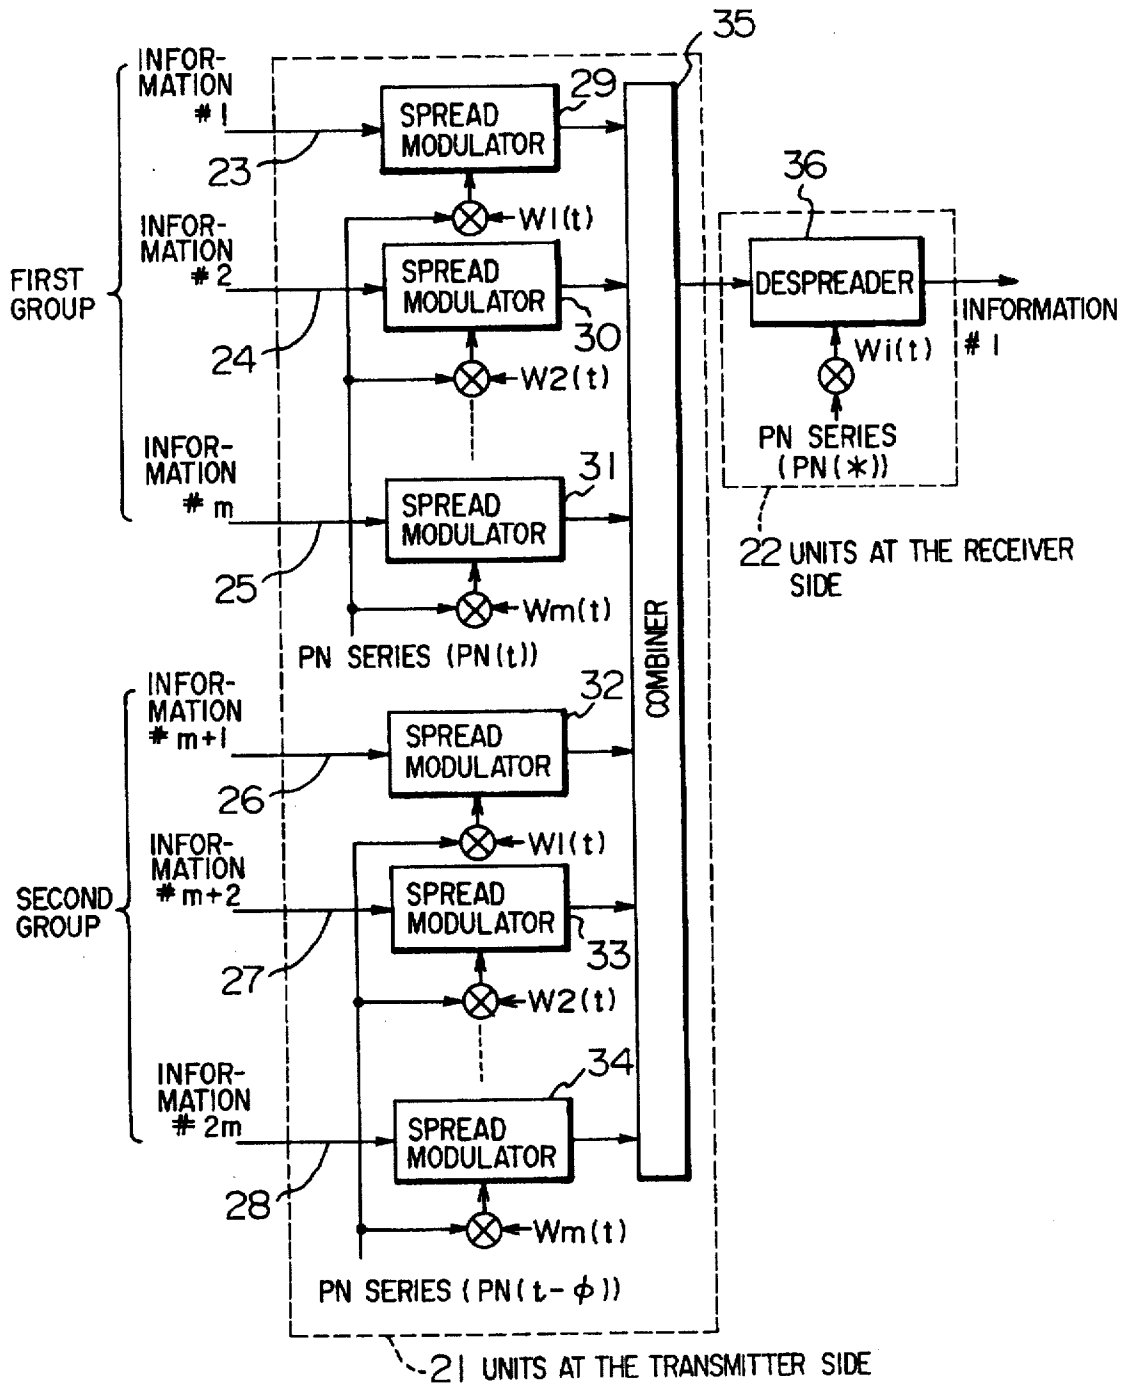 35
INFOR-
MATION
# 1
23
SPREAD
MODULATOR
29
W1(t)
36
INFOR-
MATION
# 2
24
SPREAD
MODULATOR
30
W2(t)
FIRST
GROUP
DESPREADER
INFORMATION
# 1
Wi(t)
PN SERIES
(PN(*))
22 UNITS AT THE RECEIVER
SIDE
INFOR-
MATION
# m
25
SPREAD
MODULATOR
31
Wm(t)
PN SERIES (PN(t))
COMBINER
INFOR-
MATION
# m+1
26
SPREAD
MODULATOR
32
W1(t)
INFOR-
MATION
# m+2
27
SPREAD
MODULATOR
33
W2(t)
SECOND
GROUP
INFOR-
MATION
# 2m
28
SPREAD
MODULATOR
34
Wm(t)
PN SERIES (PN(t-ϕ))
21 UNITS AT THE TRANSMITTER SIDE